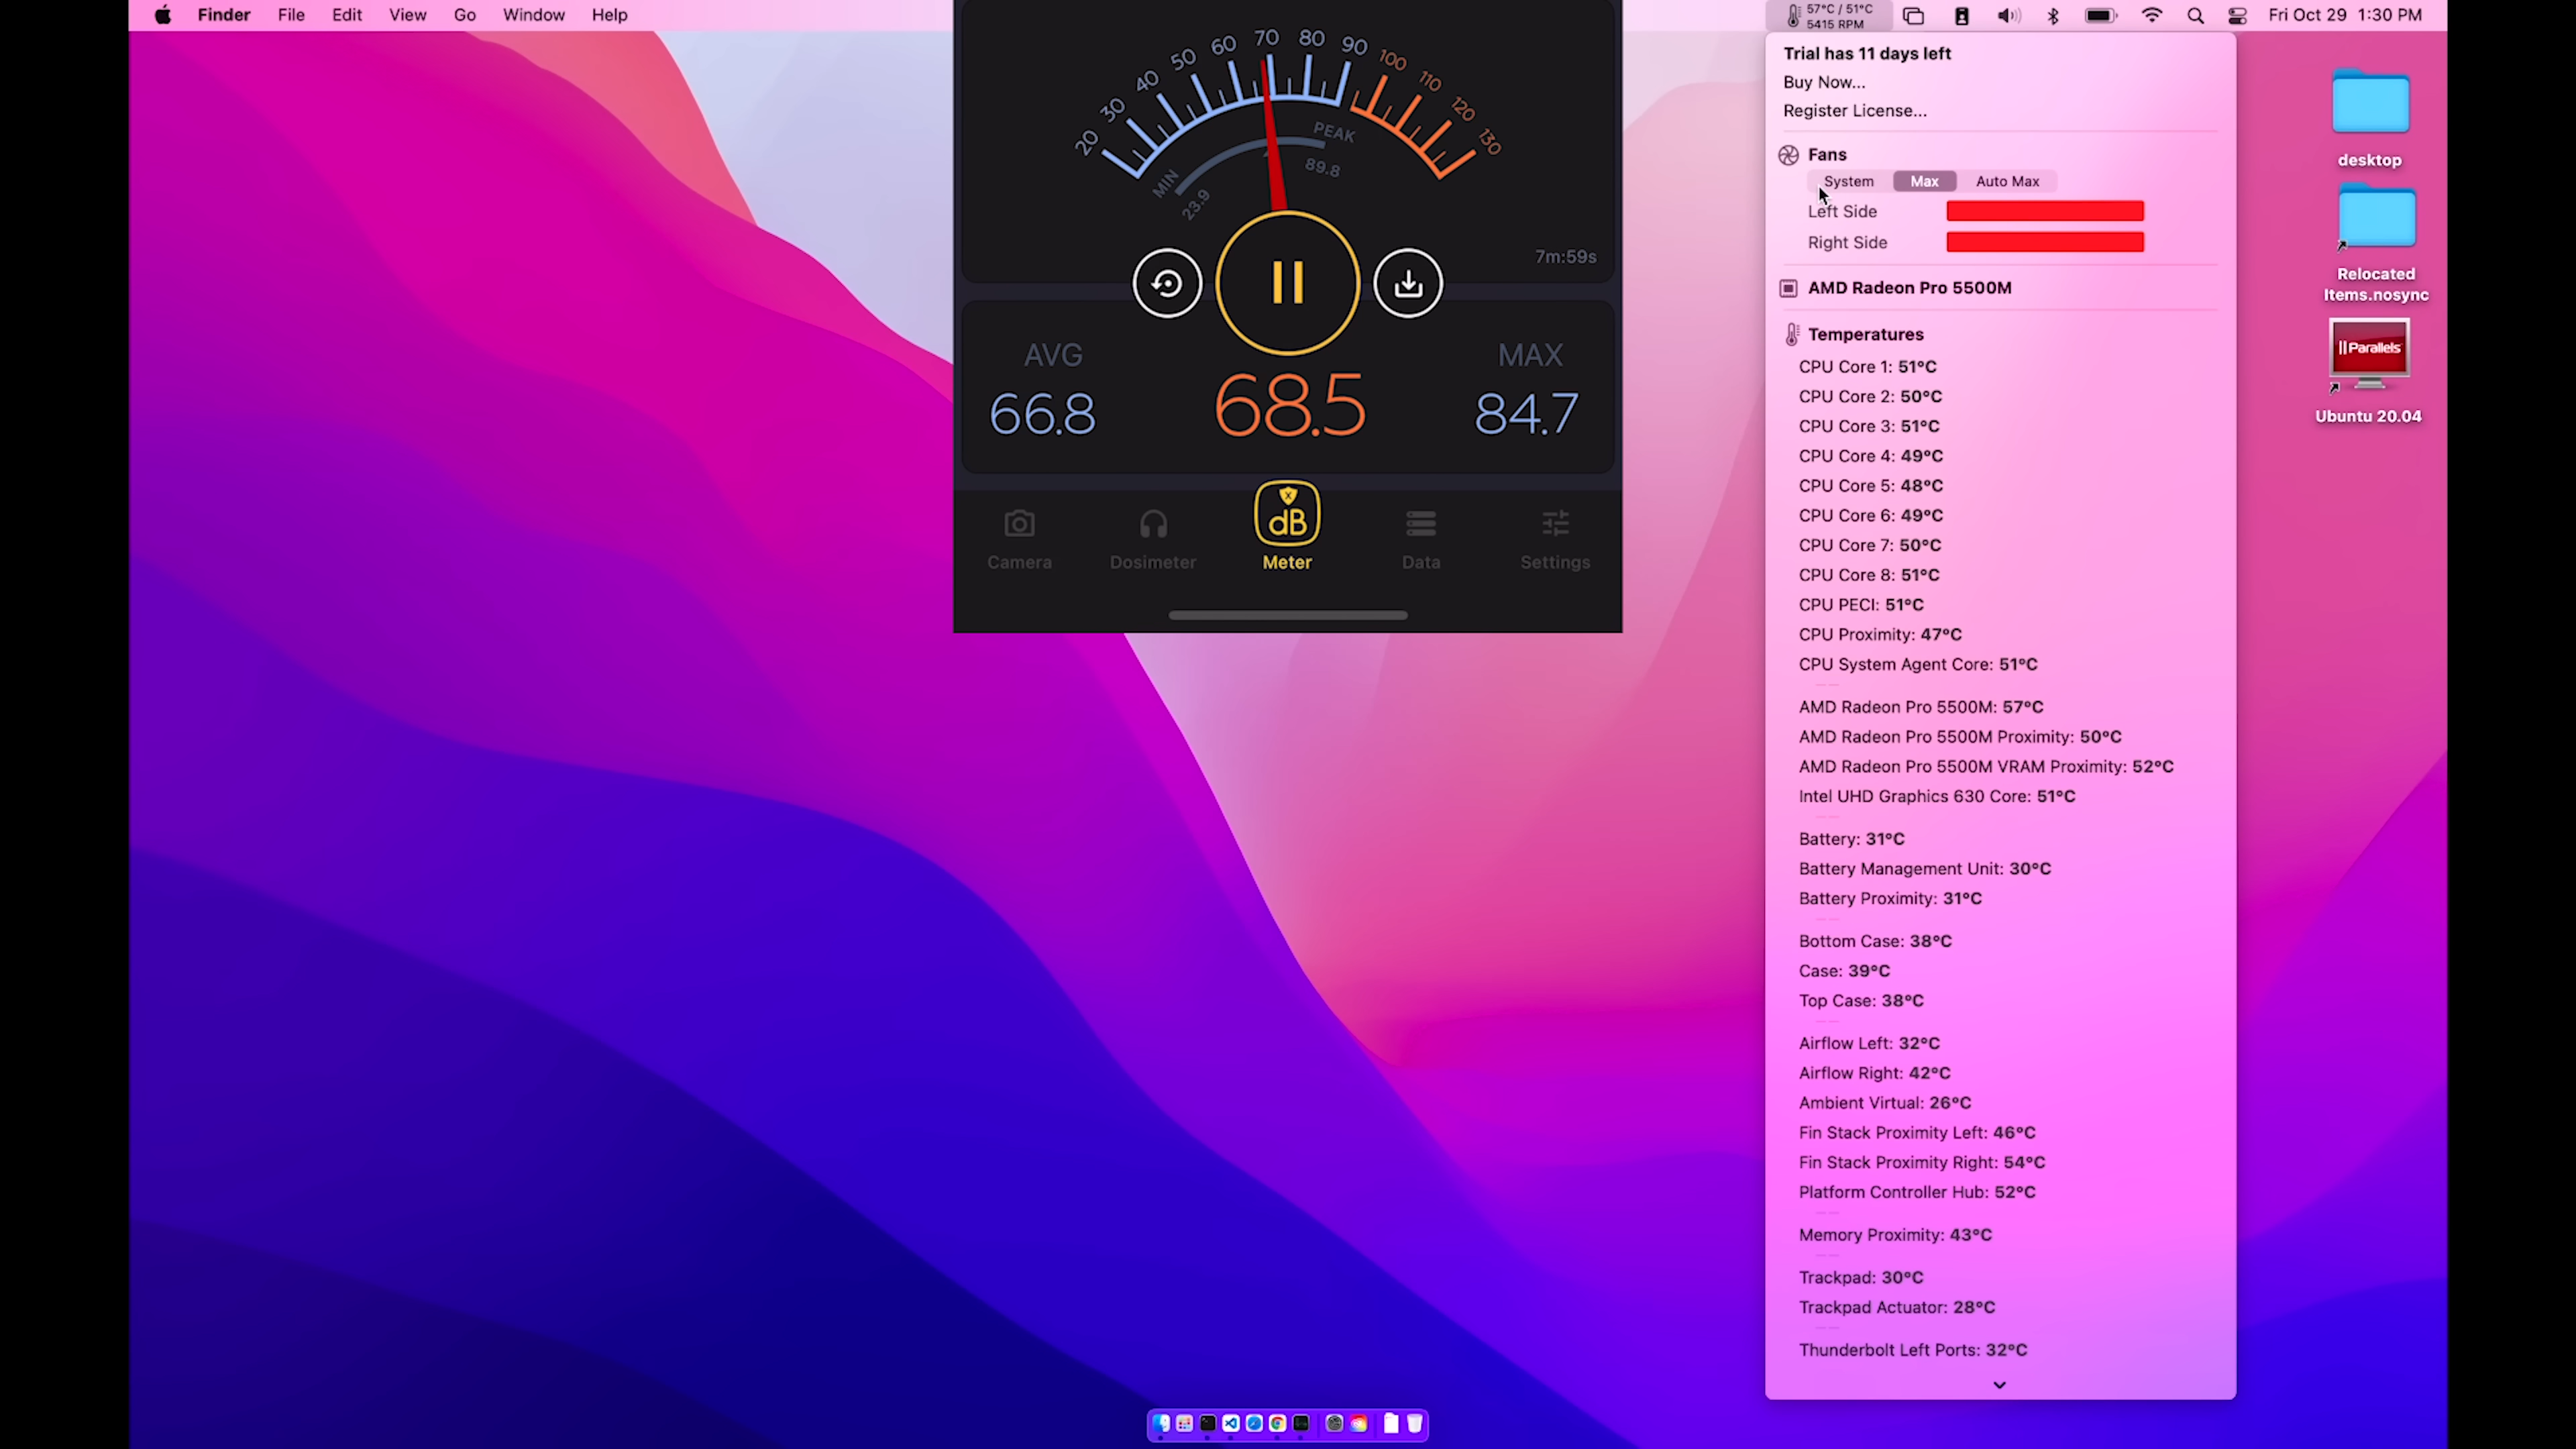 Finder File Edit View Go Window Help
57°C / 51°C
5415 RPM
Fri Oct 29 1:30 PM
20 30 40 50 60 70 80 90 100 110 120 130
MIN
23.9
PEAK
89.8
7m:59s
AVG
66.8
68.5
MAX
84.7
dB
Camera Dosimeter Meter Data Settings
Trial has 11 days left
Buy Now...
Register License...
Fans
System Max Auto Max
Left Side
Right Side
AMD Radeon Pro 5500M
Temperatures
CPU Core 1: 51°C
CPU Core 2: 50°C
CPU Core 3: 51°C
CPU Core 4: 49°C
CPU Core 5: 48°C
CPU Core 6: 49°C
CPU Core 7: 50°C
CPU Core 8: 51°C
CPU PECI: 51°C
CPU Proximity: 47°C
CPU System Agent Core: 51°C
AMD Radeon Pro 5500M: 57°C
AMD Radeon Pro 5500M Proximity: 50°C
AMD Radeon Pro 5500M VRAM Proximity: 52°C
Intel UHD Graphics 630 Core: 51°C
Battery: 31°C
Battery Management Unit: 30°C
Battery Proximity: 31°C
Bottom Case: 38°C
Case: 39°C
Top Case: 38°C
Airflow Left: 32°C
Airflow Right: 42°C
Ambient Virtual: 26°C
Fin Stack Proximity Left: 46°C
Fin Stack Proximity Right: 54°C
Platform Controller Hub: 52°C
Memory Proximity: 43°C
Trackpad: 30°C
Trackpad Actuator: 28°C
Thunderbolt Left Ports: 32°C
desktop
Relocated
Items.nosync
Parallels
Ubuntu 20.04